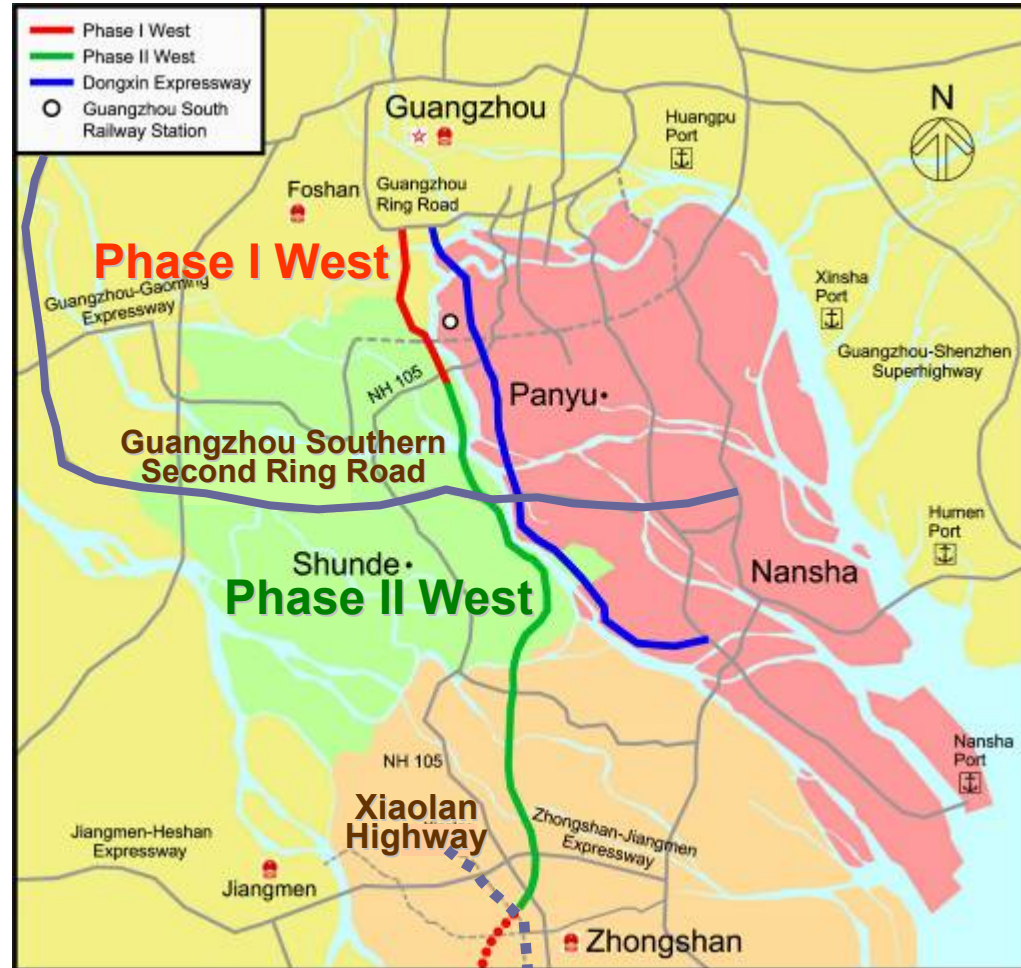 Phase I West
Phase II West
Dongxin Expressway
Guangzhou South
Railway Station
Guangzhou
N
Huangpu
Port
Foshan
Guangzhou
Ring Road
Phase I West
Guangzhou-Gaoming
Expressway
Xinsha
Port
Guangzhou-Shenzhen
Superhighway
NH 105
Panyu
Guangzhou Southern
Second Ring Road
Humen
Port
Shunde
Nansha
Phase II West
Nansha
Port
NH 105
Xiaolan
Highway
Zhongshan-Jiangmen
Expressway
Jiangmen-Heshan
Expressway
Jiangmen
Zhongshan